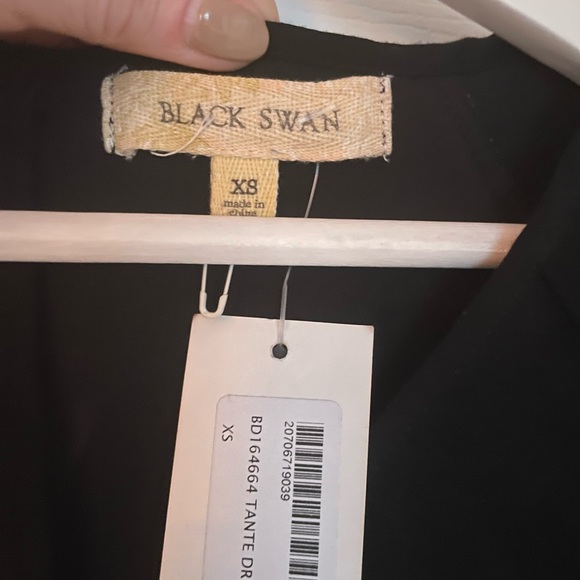 BLACK SWAN
XS
made in
china
20706719039
BD164664 TANTE DR
XS